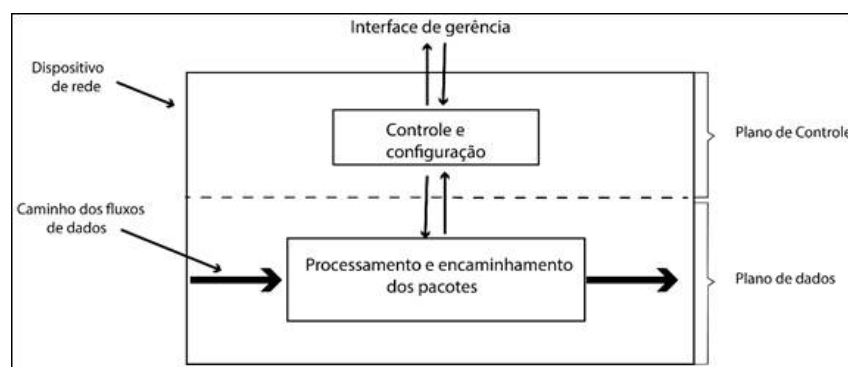 Interface de gerência
Dispositivo
de rede
Controle e
configuração
Plano de Controle
Caminho dos fluxos
de dados
Processamento e encaminhamento
dos pacotes
Plano de dados